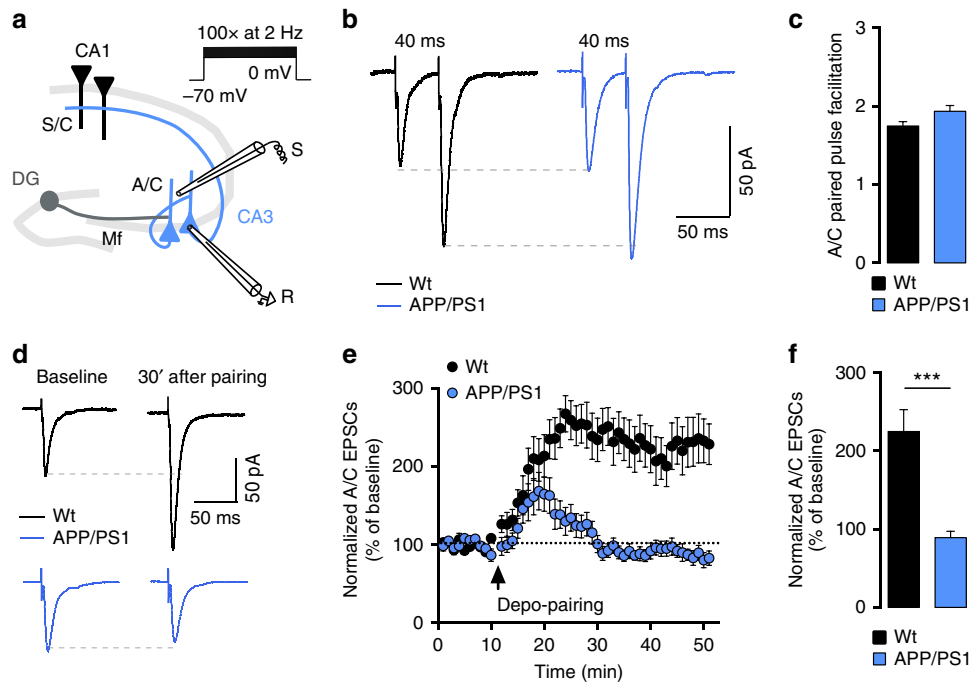 a
100× at 2 Hz
0 mV
–70 mV
CA1
S/C
S
A/C
DG
CA3
Mf
R
b
40 ms
40 ms
50 pA
50 ms
Wt
APP/PS1
c
A/C paired pulse facilitation
3
2
1
0
Wt
APP/PS1
d
Baseline
30′ after pairing
50 pA
50 ms
Wt
APP/PS1
e
Wt
APP/PS1
Normalized A/C EPSCs
(% of baseline)
300
200
100
0
Depo-pairing
0
10
20
30
40
50
Time (min)
f
***
Normalized A/C EPSCs
(% of baseline)
300
200
100
0
Wt
APP/PS1